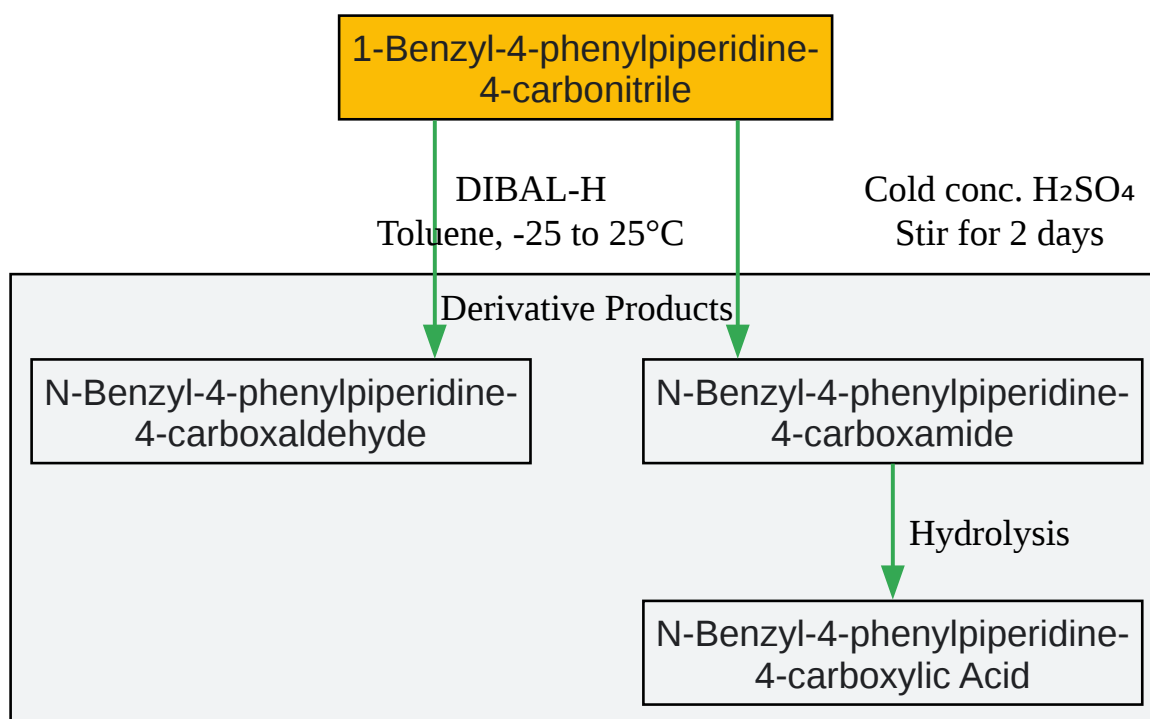 1-Benzyl-4-phenylpiperidine-
4-carbonitrile
DIBAL-H
Toluene, -25 to 25°C
Cold conc. H₂SO₄
Stir for 2 days
Derivative Products
N-Benzyl-4-phenylpiperidine-
4-carboxaldehyde
N-Benzyl-4-phenylpiperidine-
4-carboxamide
Hydrolysis
N-Benzyl-4-phenylpiperidine-
4-carboxylic Acid